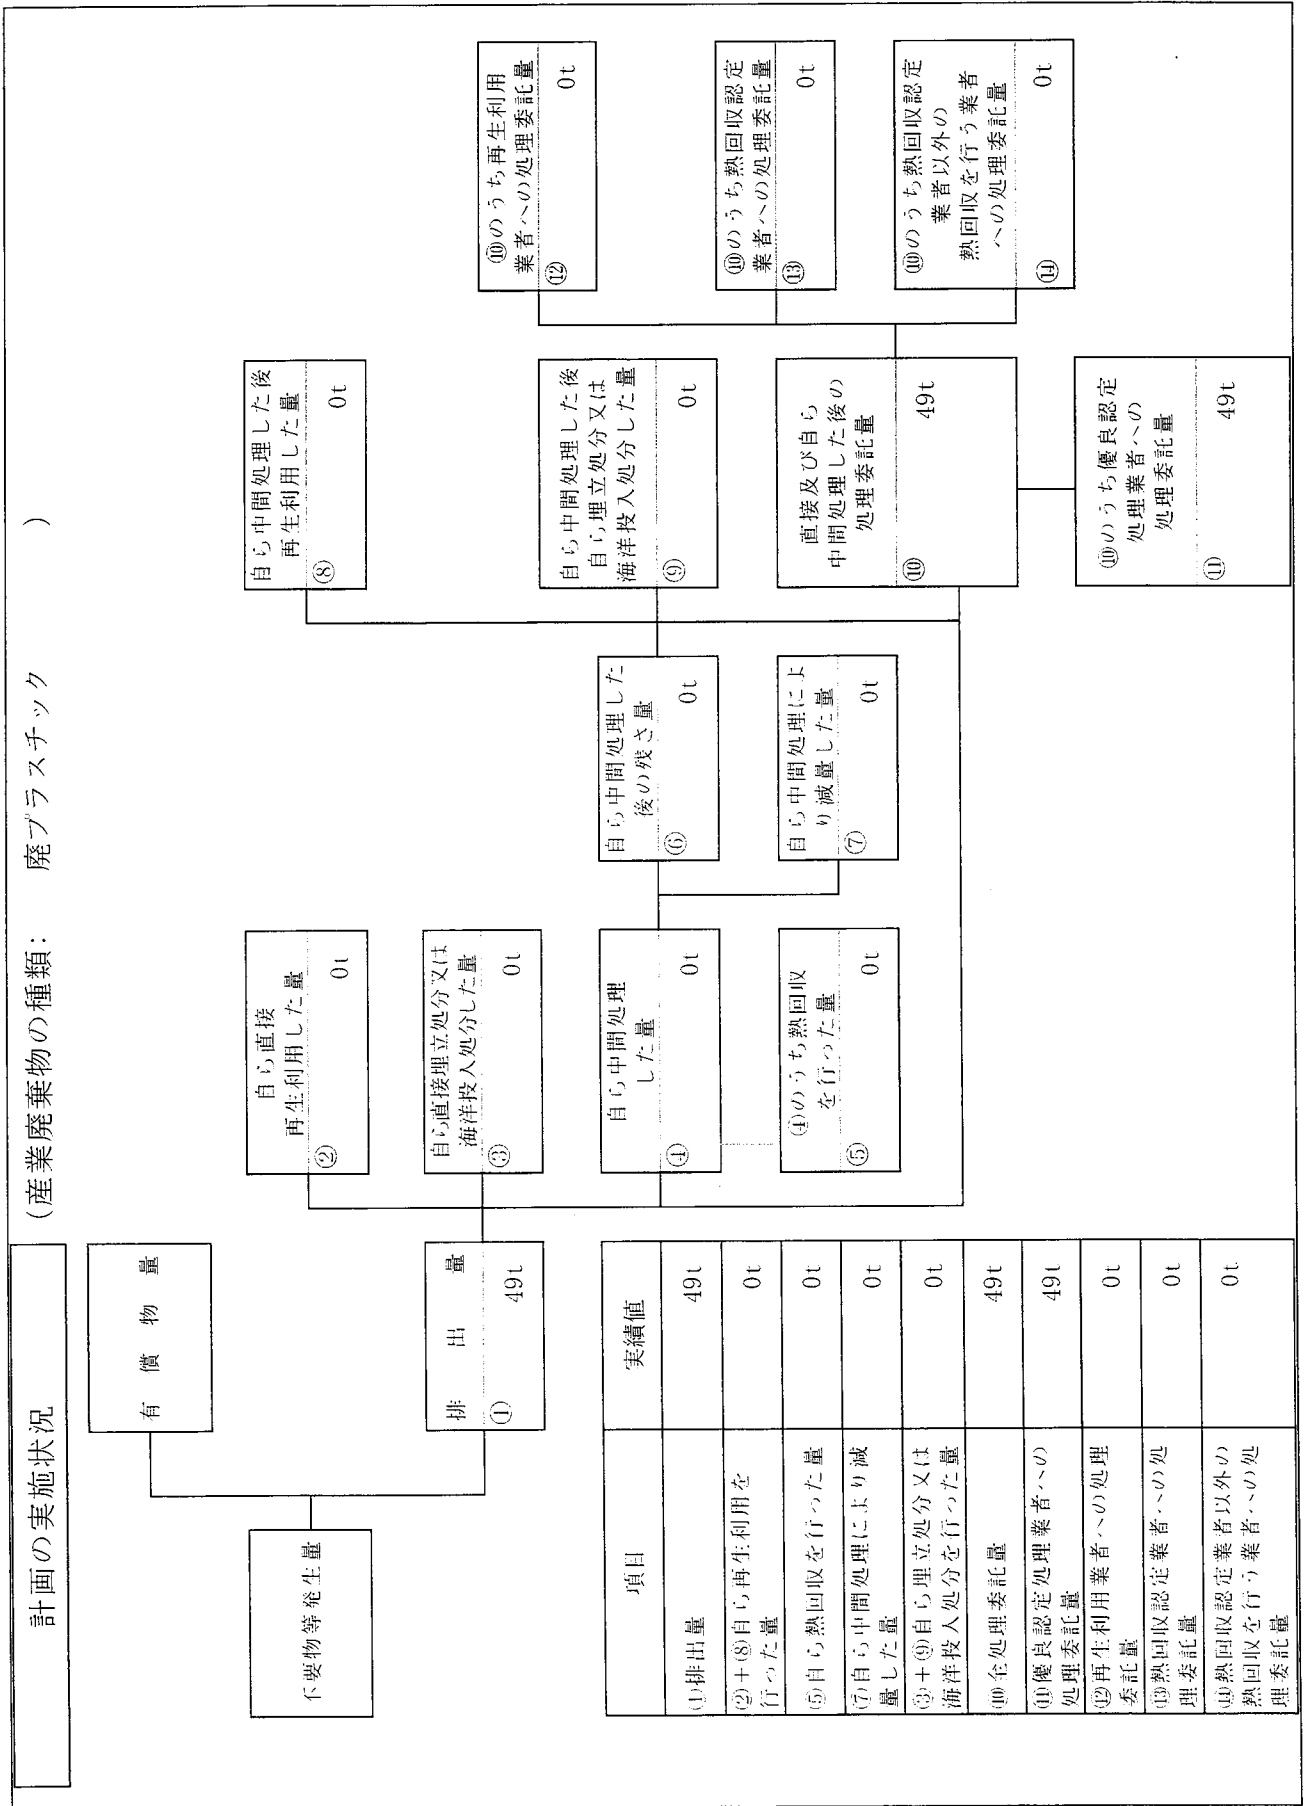 計画の実施状況
(産業廃棄物の種類： 廃プラスチック )
不要物等発生量
有償物量
排出量
① 49t
自ら直接
再生利用した量
② 0t
自ら直接埋立処分又は
海洋投入処分した量
③ 0t
自ら中間処理
した量
④ 0t
④のうち熱回収
を行った量
⑤ 0t
自ら中間処理した
後の残さ量
⑥ 0t
自ら中間処理によ
り減量した量
⑦ 0t
自ら中間処理した後
再生利用した量
⑧ 0t
自ら中間処理した後
自ら埋立処分又は
海洋投入処分した量
⑨ 0t
直接及び自ら
中間処理した後の
処理委託量
⑩ 49t
⑩のうち優良認定
処理業者への
処理委託量
⑪ 49t
⑩のうち再生利用
業者への処理委託量
⑫ 0t
⑩のうち熱回収認定
業者への処理委託量
⑬ 0t
⑩のうち熱回収認定
業者以外の
熱回収を行う業者
への処理委託量
⑭ 0t
項目 実績値
①排出量 49t
②＋⑧自ら再生利用を
行った量 0t
⑤自ら熱回収を行った量 0t
⑦自ら中間処理により減
量した量 0t
③＋⑨自ら埋立処分又は
海洋投入処分を行った量 0t
⑩全処理委託量 49t
⑪優良認定処理業者への
処理委託量 49t
⑫再生利用業者への処理
委託量 0t
⑬熱回収認定業者への処
理委託量 0t
⑭熱回収認定業者以外の
熱回収を行う業者への処
理委託量 0t